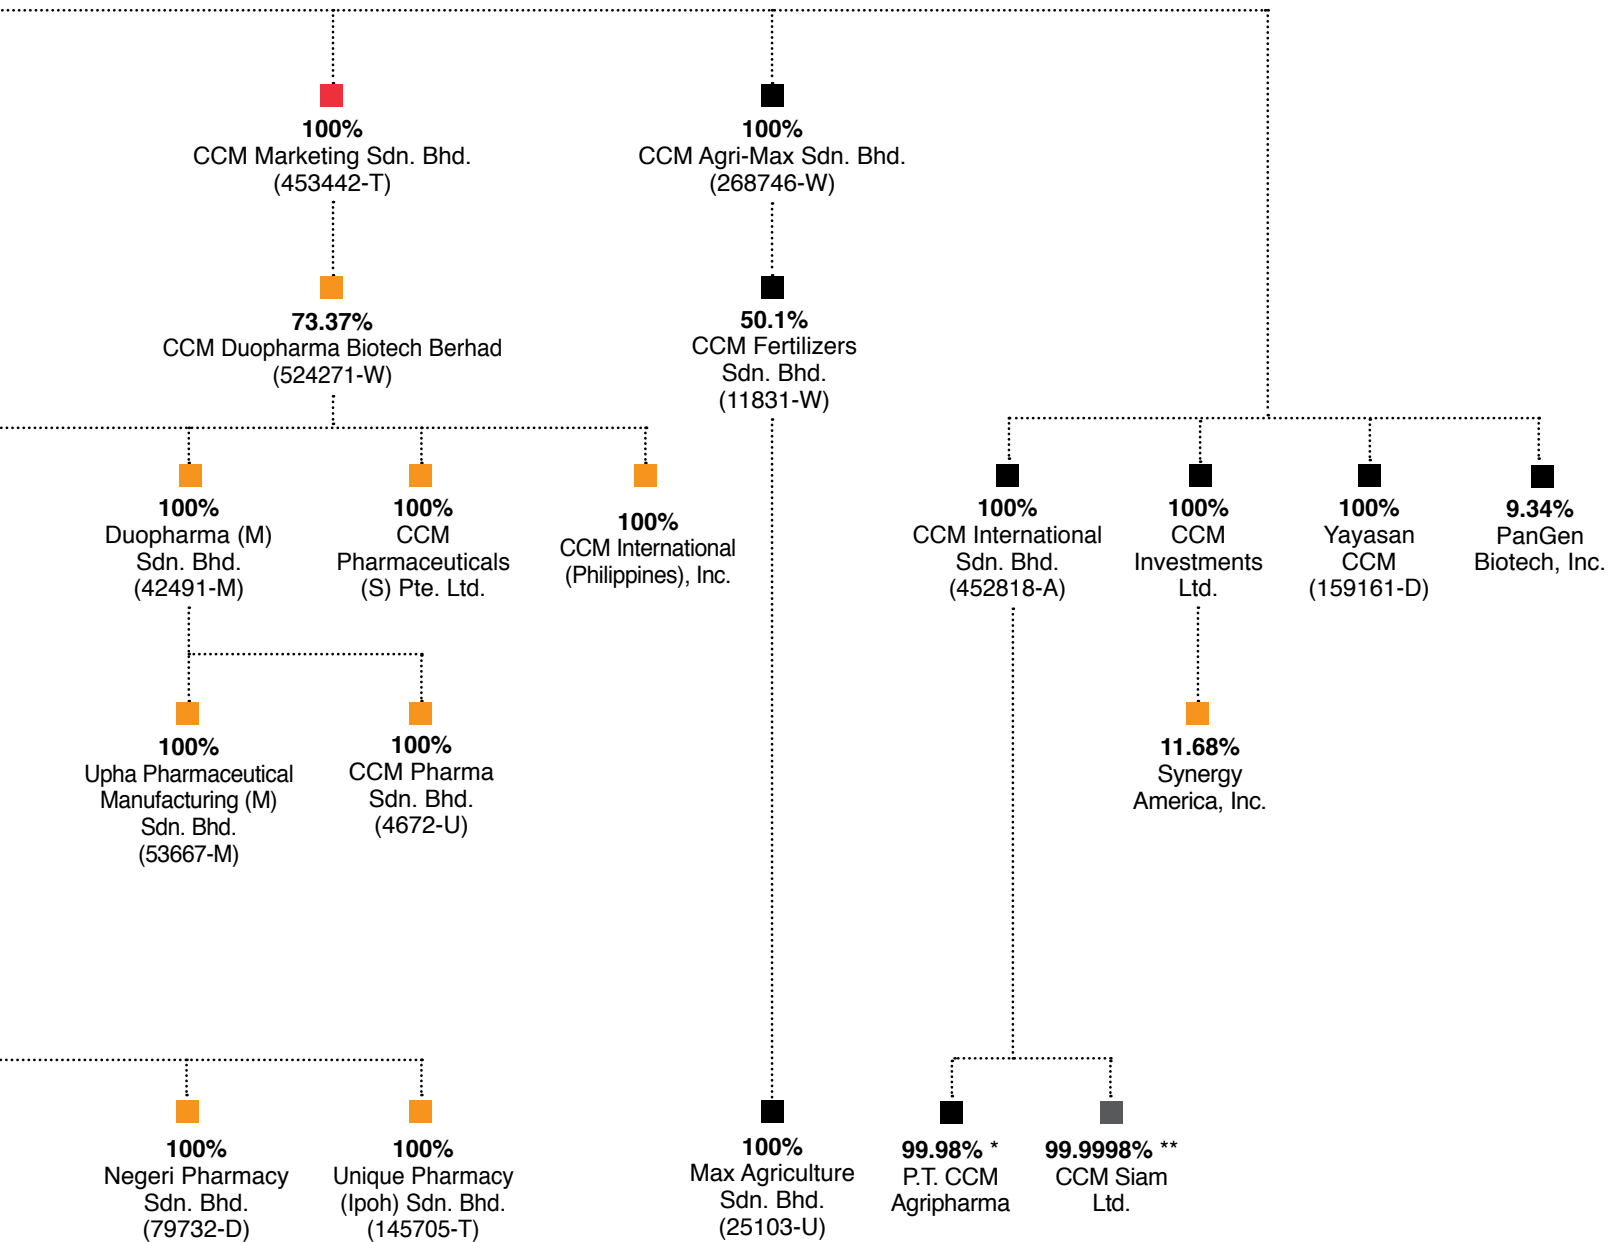 100%
CCM Marketing Sdn. Bhd.
(453442-T)
100%
CCM Agri-Max Sdn. Bhd.
(268746-W)
73.37%
CCM Duopharma Biotech Berhad
(524271-W)
50.1%
CCM Fertilizers
Sdn. Bhd.
(11831-W)
100%
Duopharma (M)
Sdn. Bhd.
(42491-M)
100%
CCM
Pharmaceuticals
(S) Pte. Ltd.
100%
CCM International
(Philippines), Inc.
100%
CCM International
Sdn. Bhd.
(452818-A)
100%
CCM
Investments
Ltd.
100%
Yayasan
CCM
(159161-D)
9.34%
PanGen
Biotech, Inc.
100%
Upha Pharmaceutical
Manufacturing (M)
Sdn. Bhd.
(53667-M)
100%
CCM Pharma
Sdn. Bhd.
(4672-U)
11.68%
Synergy
America, Inc.
100%
Negeri Pharmacy
Sdn. Bhd.
(79732-D)
100%
Unique Pharmacy
(Ipoh) Sdn. Bhd.
(145705-T)
100%
Max Agriculture
Sdn. Bhd.
(25103-U)
99.98% *
P.T. CCM
Agripharma
99.9998% **
CCM Siam
Ltd.